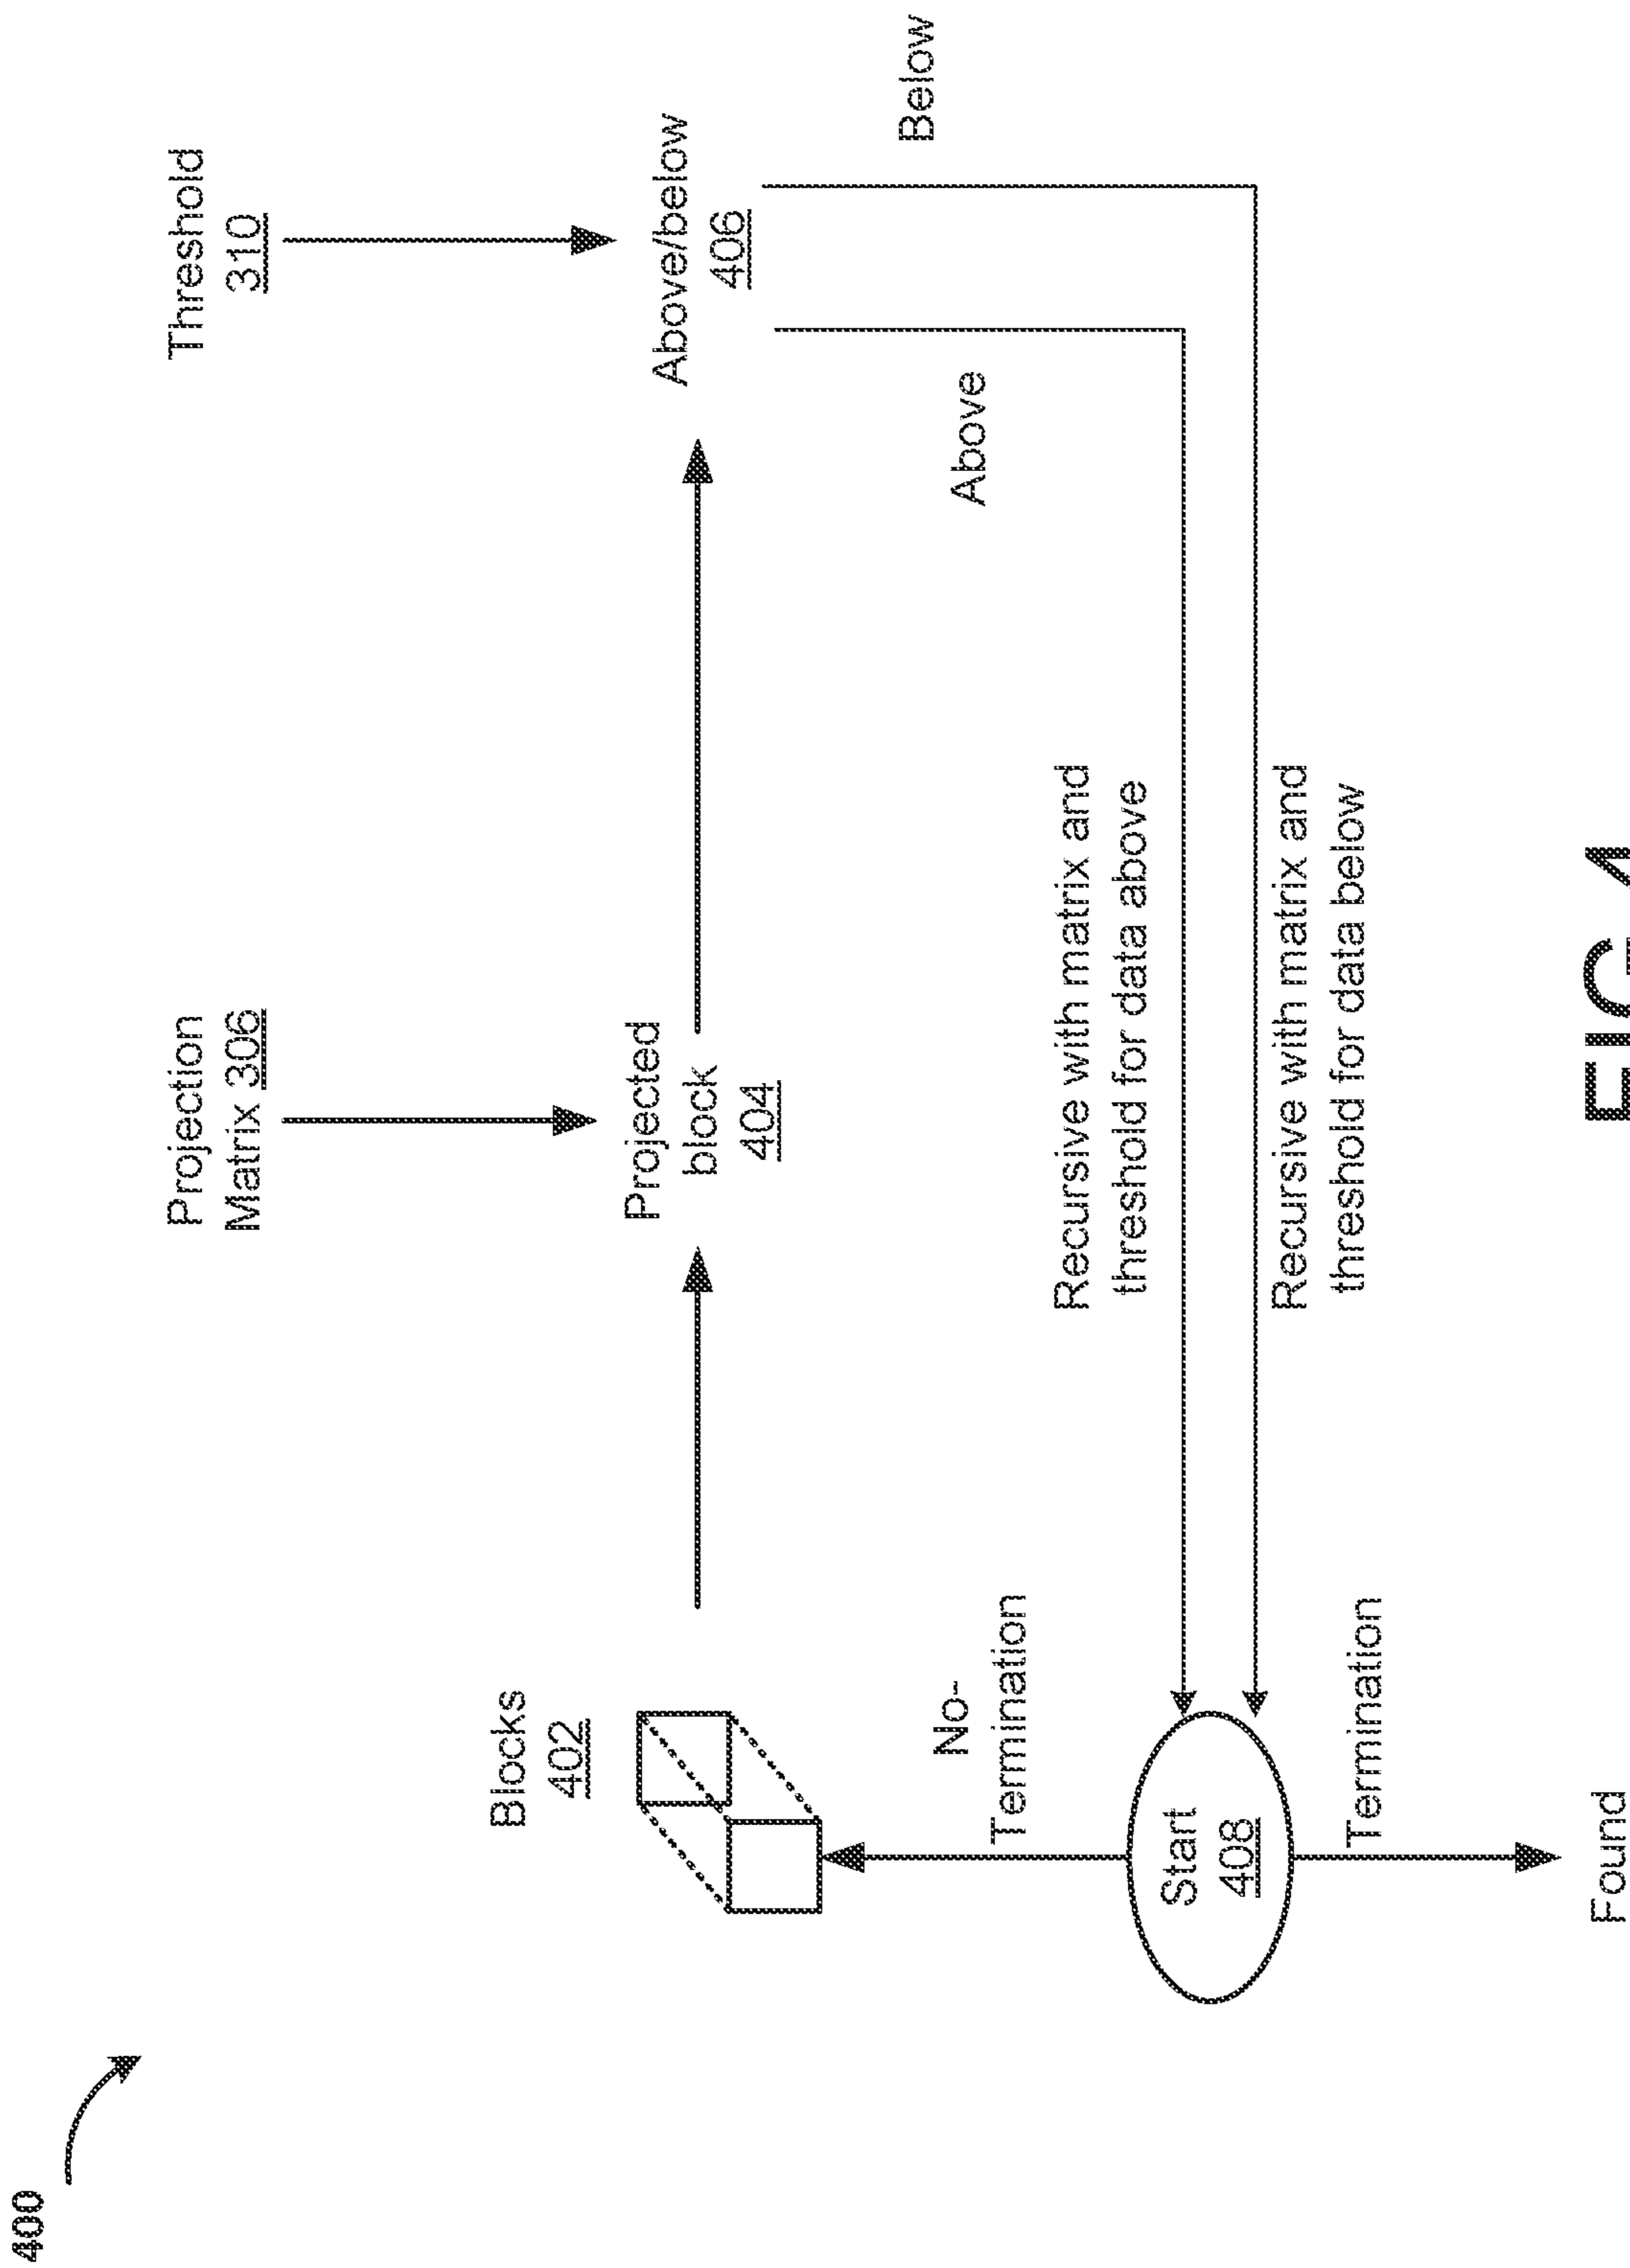 400
Projection
Matrix 306
Threshold
310
Blocks
402
Projected
block
404
Above/below
406
No-
Termination
Above
Below
Recursive with matrix and
threshold for data above
Start
408
Recursive with matrix and
threshold for data below
Termination
Found
FIG 4